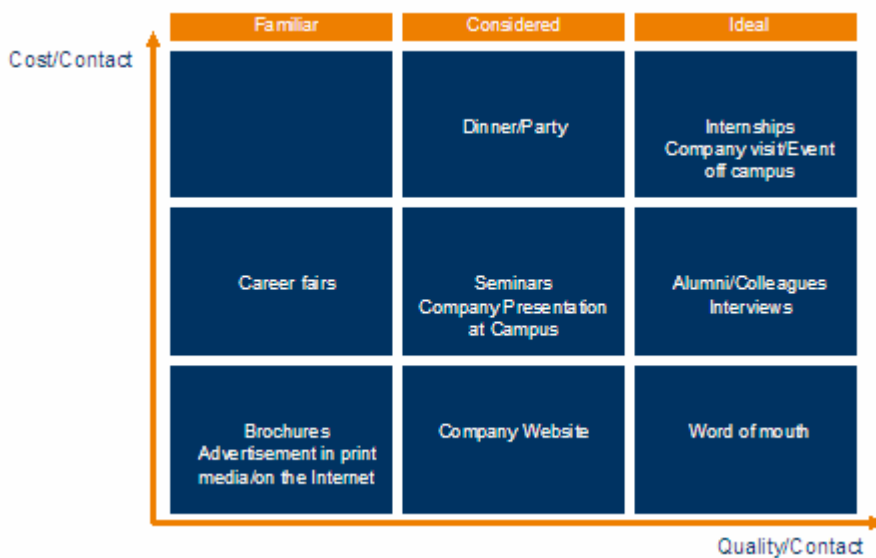 Familiar
Considered
Ideal
Cost/Contact
Dinner/Party
Internships
Company visit/Event
off campus
Career fairs
Seminars
Company Presentation
at Campus
Alumni/Colleagues
Interviews
Brochures
Advertisement in print
media/on the Internet
Company Website
Word of mouth
Quality/Contact